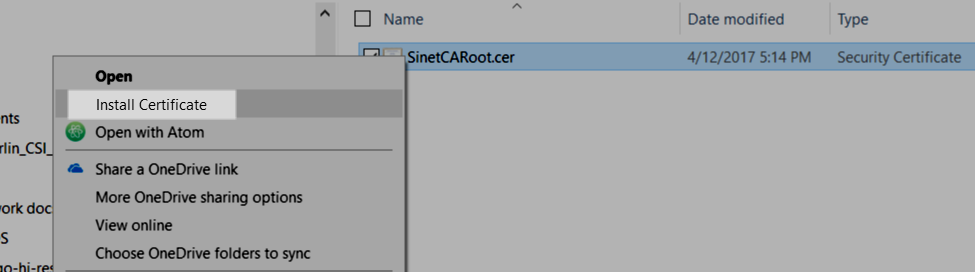 Name Date modified Type
SinetCARoot.cer 4/12/2017 5:14 PM Security Certificate
Open
Install Certificate
Open with Atom
Share a OneDrive link
More OneDrive sharing options
View online
Choose OneDrive folders to sync
nts
rlin_CSI_
work doc
S
go-hi-res